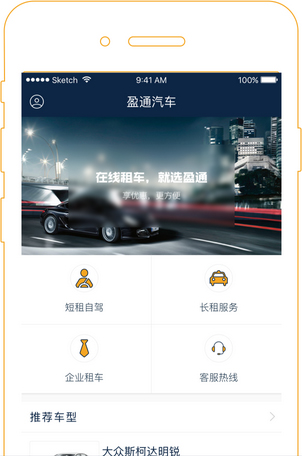 Sketch 9:41 AM 100%
盈通汽车
在线租车，就选盈通
享优惠，更方便
短租自驾 长租服务
企业租车 客服热线
推荐车型
大众斯柯达明锐